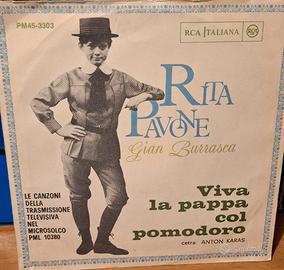 PM45-3303
RCA ITALIANA
RITA
PAVONE
Gian Burrasca
LE CANZONI
DELLA
TRASMISSIONE
TELEVISIVA
NEL
MICROSOLCO
PML 10380
Viva
la pappa
col
pomodoro
cetra: ANTON KARAS
subito